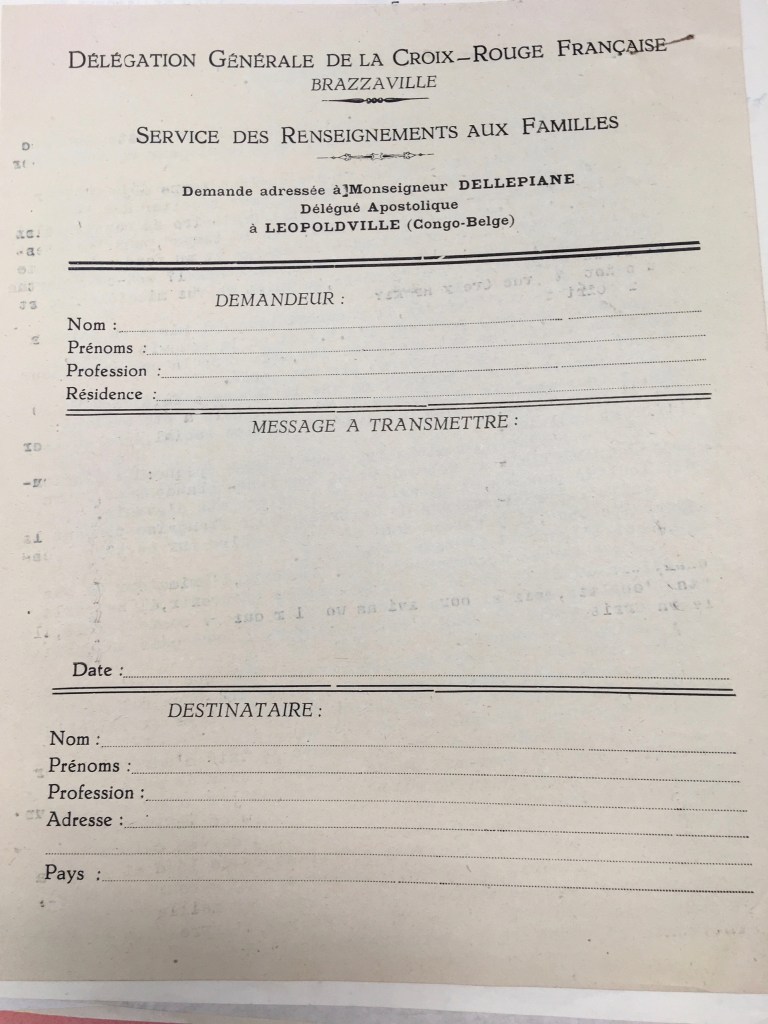 DÉLÉGATION GÉNÉRALE DE LA CROIX-ROUGE FRANÇAISE
BRAZZAVILLE
SERVICE DES RENSEIGNEMENTS AUX FAMILLES
Demande adressée à Monseigneur DELLEPIANE
Délégué Apostolique
à LEOPOLDVILLE (Congo-Belge)
DEMANDEUR :
Nom :
Prénoms :
Profession :
Résidence :
MESSAGE A TRANSMETTRE :
Date :
DESTINATAIRE :
Nom :
Prénoms :
Profession :
Adresse :
Pays :